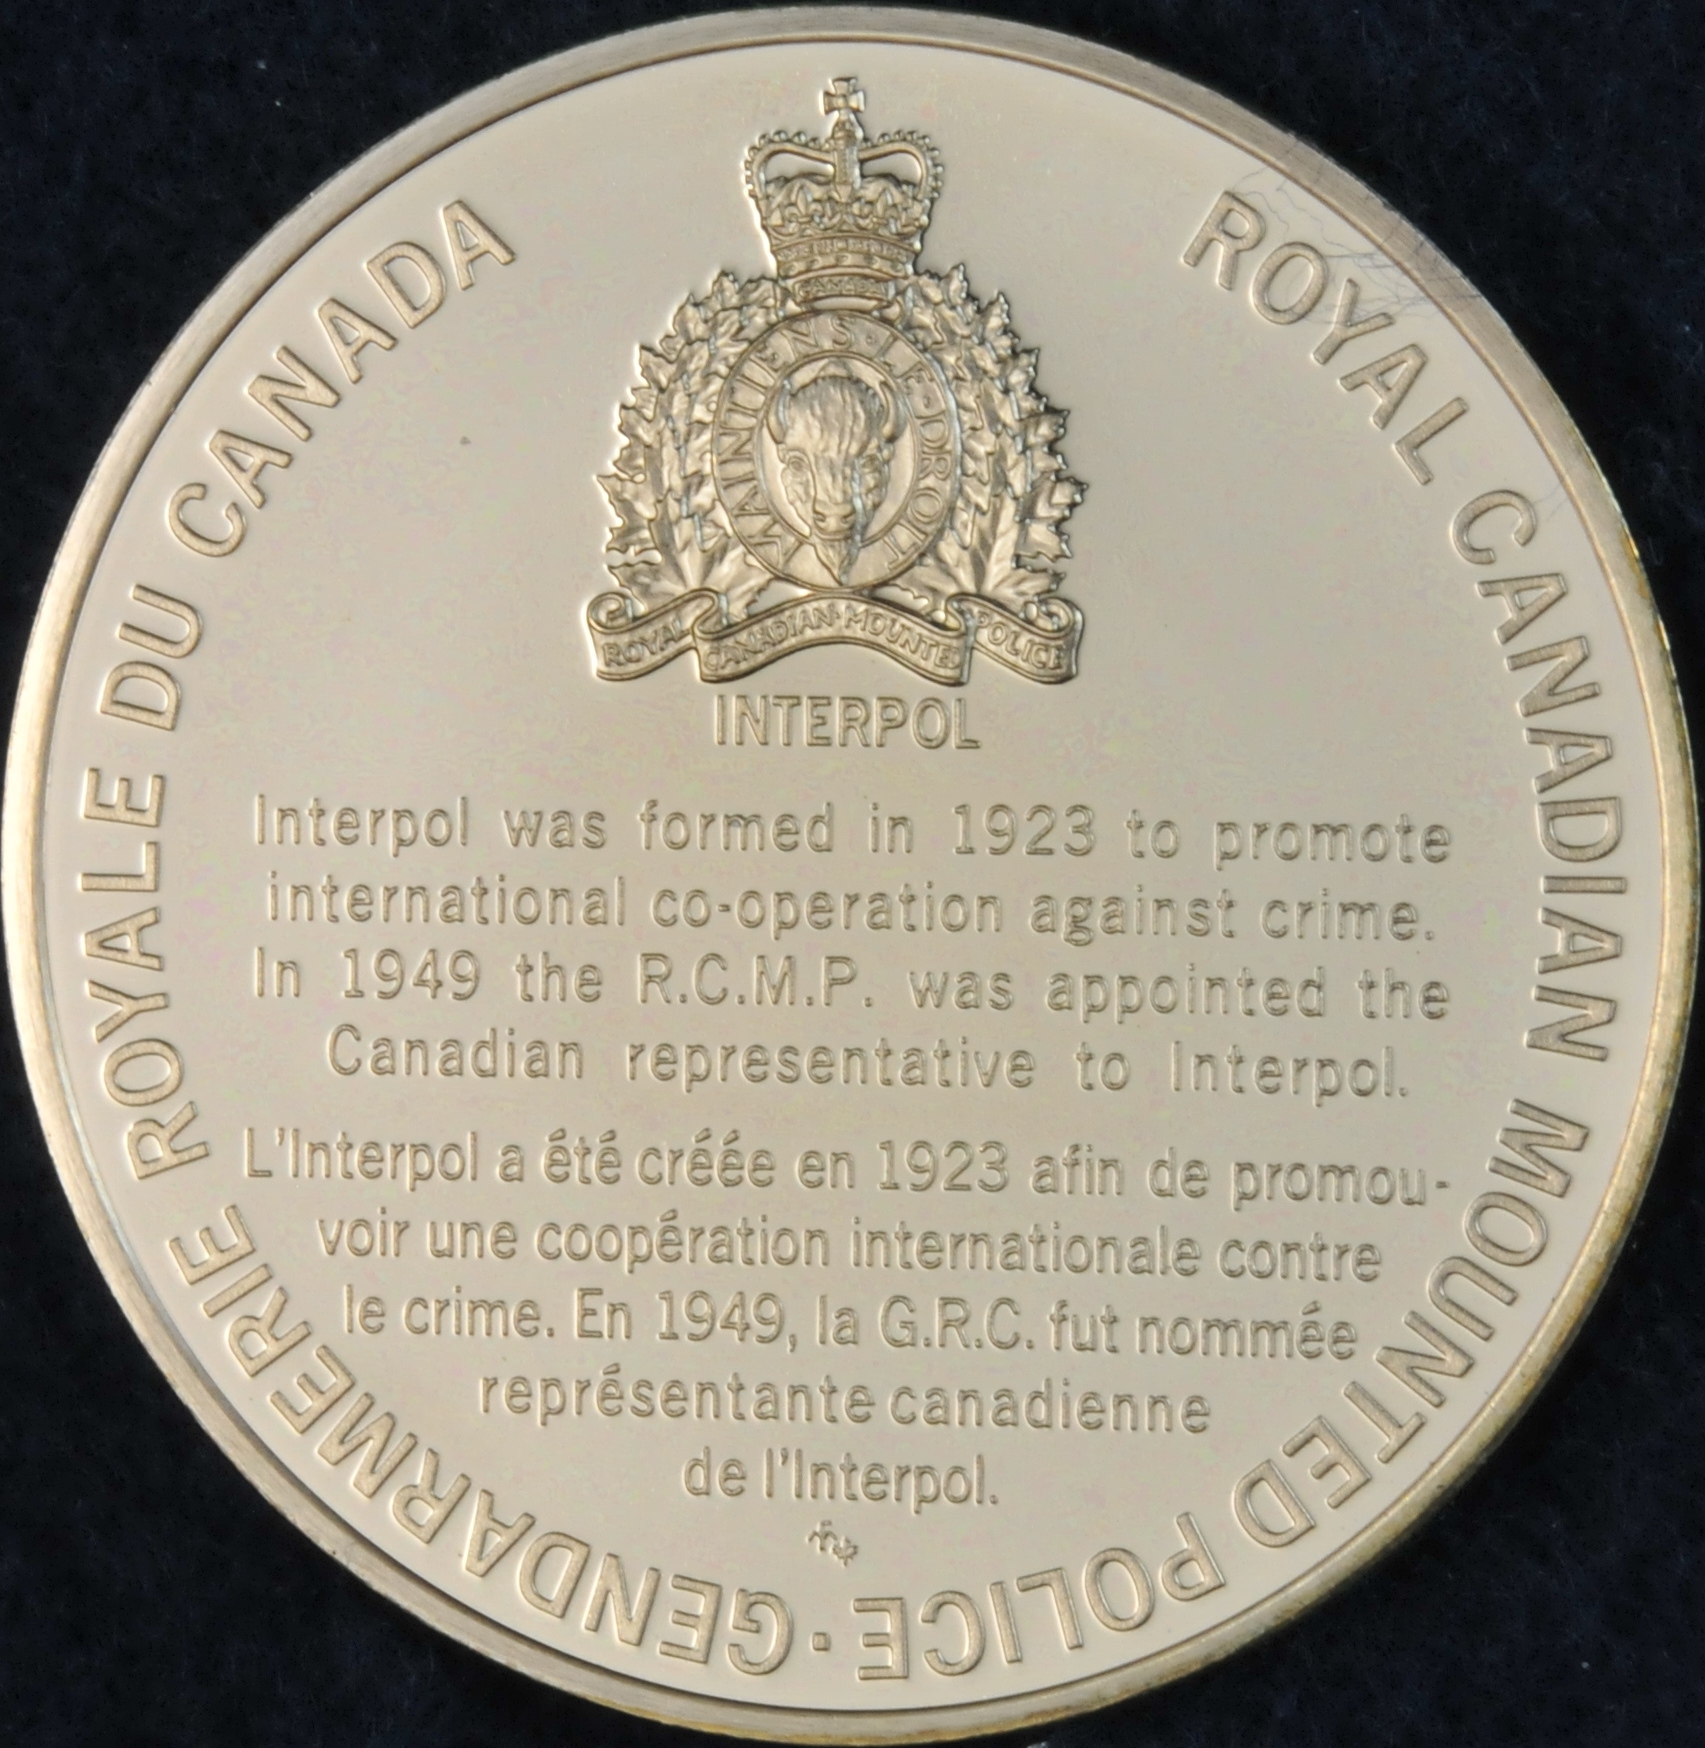 ROYAL CANADIAN MOUNTED POLICE · GENDARMERIE ROYALE DU CANADA
CANADA
MAINTIENS · LE · DROIT
ROYAL CANADIAN MOUNTED POLICE
INTERPOL
Interpol was formed in 1923 to promote
international co-operation against crime.
In 1949 the R.C.M.P. was appointed the
Canadian representative to Interpol.
L'Interpol a été créée en 1923 afin de promou-
voir une coopération internationale contre
le crime. En 1949, la G.R.C. fut nommée
représentante canadienne
de l'Interpol.